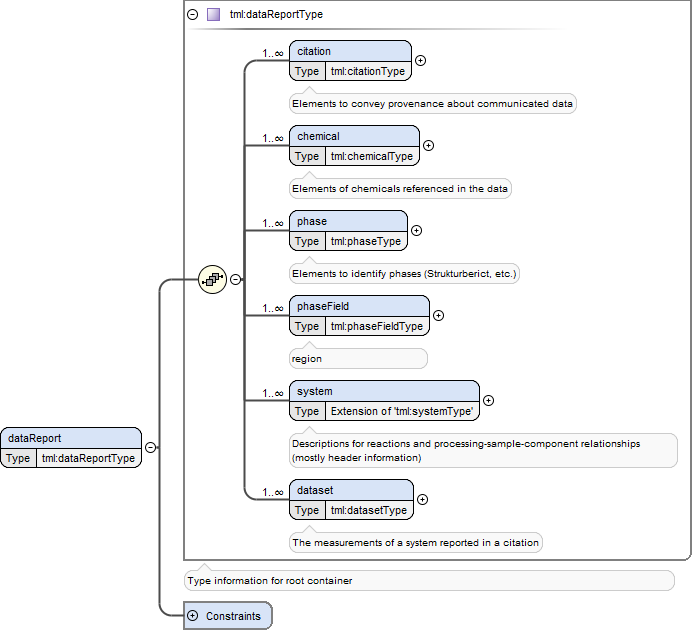 tml:dataReportType
1..∞
citation
Type tml:citationType
Elements to convey provenance about communicated data
1..∞
chemical
Type tml:chemicalType
Elements of chemicals referenced in the data
1..∞
phase
Type tml:phaseType
Elements to identify phases (Strukturberict, etc.)
1..∞
phaseField
Type tml:phaseFieldType
region
1..∞
system
Type Extension of 'tml:systemType'
Descriptions for reactions and processing-sample-component relationships
(mostly header information)
dataReport
Type tml:dataReportType
1..∞
dataset
Type tml:datasetType
The measurements of a system reported in a citation
Type information for root container
Constraints